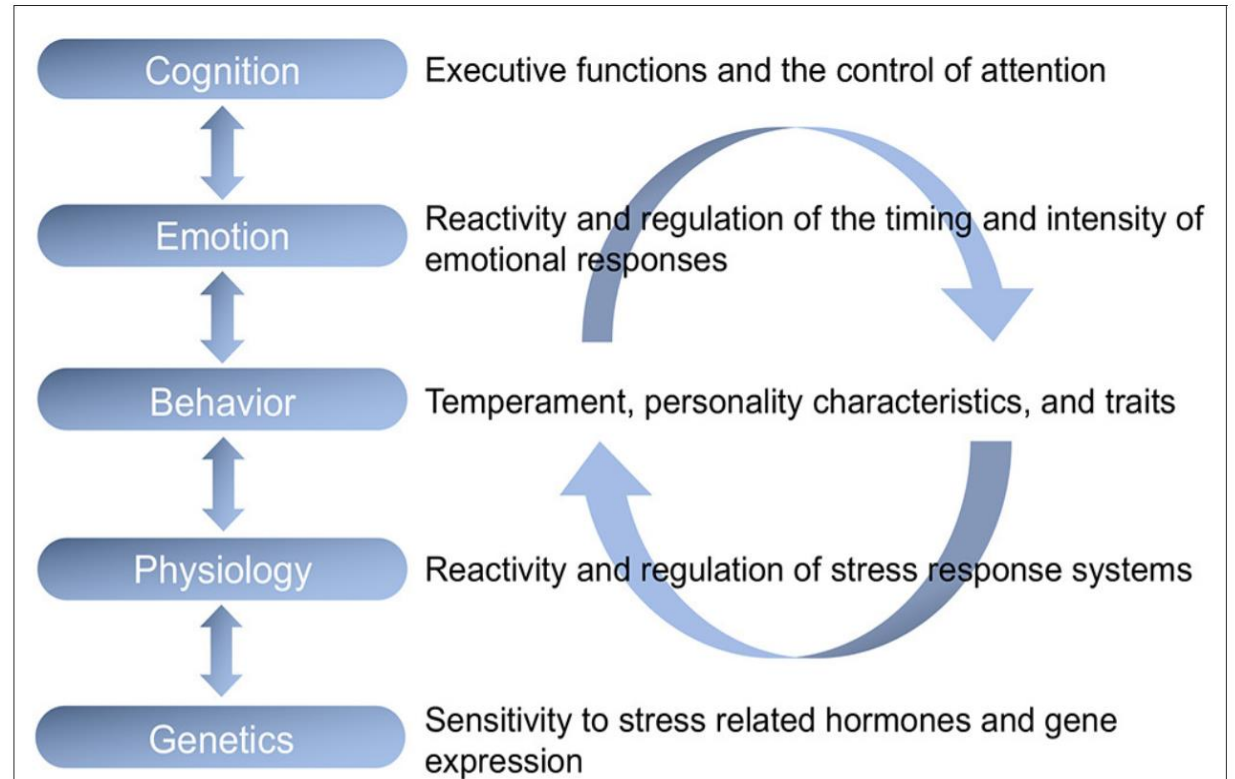 Cognition
Executive functions and the control of attention
Emotion
Reactivity and regulation of the timing and intensity of
emotional responses
Behavior
Temperament, personality characteristics, and traits
Physiology
Reactivity and regulation of stress response systems
Genetics
Sensitivity to stress related hormones and gene
expression